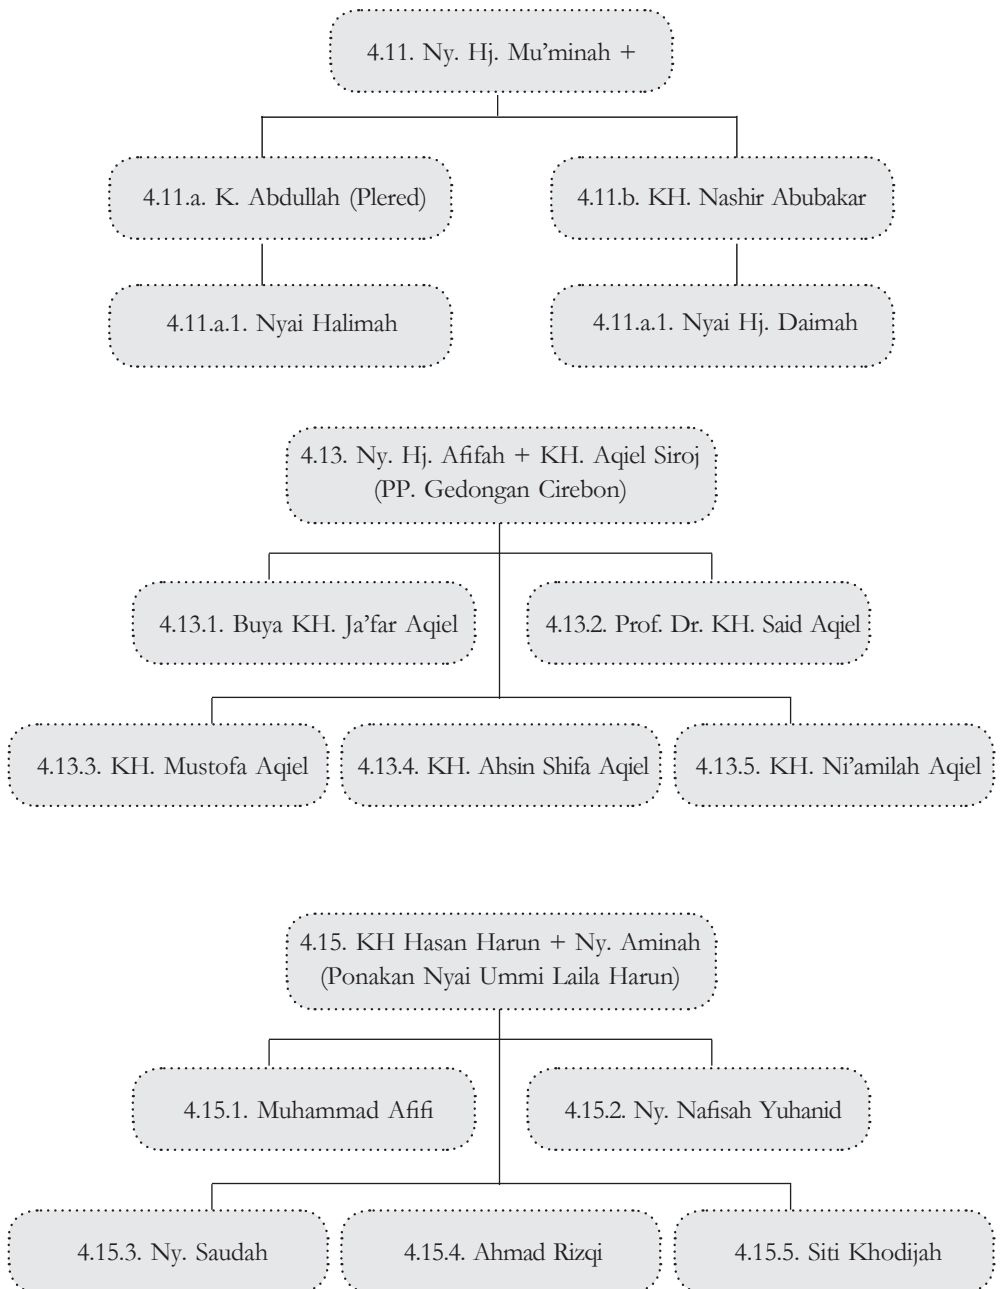 4.11. Ny. Hj. Mu’minah +
4.11.a. K. Abdullah (Plered)
4.11.b. KH. Nashir Abubakar
4.11.a.1. Nyai Halimah
4.11.a.1. Nyai Hj. Daimah
4.13. Ny. Hj. Afifah + KH. Aqiel Siroj
(PP. Gedongan Cirebon)
4.13.1. Buya KH. Ja’far Aqiel
4.13.2. Prof. Dr. KH. Said Aqiel
4.13.3. KH. Mustofa Aqiel
4.13.4. KH. Ahsin Shifa Aqiel
4.13.5. KH. Ni’amilah Aqiel
4.15. KH Hasan Harun + Ny. Aminah
(Ponakan Nyai Ummi Laila Harun)
4.15.1. Muhammad Afifi
4.15.2. Ny. Nafisah Yuhanid
4.15.3. Ny. Saudah
4.15.4. Ahmad Rizqi
4.15.5. Siti Khodijah